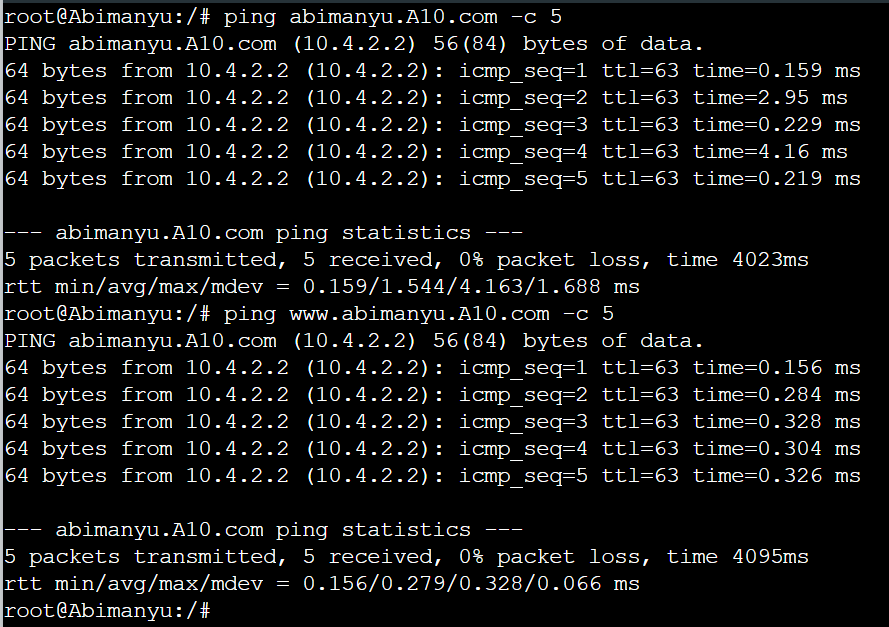 root@Abimanyu:/# ping abimanyu.A10.com -c 5
PING abimanyu.A10.com (10.4.2.2) 56(84) bytes of data.
64 bytes from 10.4.2.2 (10.4.2.2): icmp_seq=1 ttl=63 time=0.159 ms
64 bytes from 10.4.2.2 (10.4.2.2): icmp_seq=2 ttl=63 time=2.95 ms
64 bytes from 10.4.2.2 (10.4.2.2): icmp_seq=3 ttl=63 time=0.229 ms
64 bytes from 10.4.2.2 (10.4.2.2): icmp_seq=4 ttl=63 time=4.16 ms
64 bytes from 10.4.2.2 (10.4.2.2): icmp_seq=5 ttl=63 time=0.219 ms

--- abimanyu.A10.com ping statistics ---
5 packets transmitted, 5 received, 0% packet loss, time 4023ms
rtt min/avg/max/mdev = 0.159/1.544/4.163/1.688 ms
root@Abimanyu:/# ping www.abimanyu.A10.com -c 5
PING abimanyu.A10.com (10.4.2.2) 56(84) bytes of data.
64 bytes from 10.4.2.2 (10.4.2.2): icmp_seq=1 ttl=63 time=0.156 ms
64 bytes from 10.4.2.2 (10.4.2.2): icmp_seq=2 ttl=63 time=0.284 ms
64 bytes from 10.4.2.2 (10.4.2.2): icmp_seq=3 ttl=63 time=0.328 ms
64 bytes from 10.4.2.2 (10.4.2.2): icmp_seq=4 ttl=63 time=0.304 ms
64 bytes from 10.4.2.2 (10.4.2.2): icmp_seq=5 ttl=63 time=0.326 ms

--- abimanyu.A10.com ping statistics ---
5 packets transmitted, 5 received, 0% packet loss, time 4095ms
rtt min/avg/max/mdev = 0.156/0.279/0.328/0.066 ms
root@Abimanyu:/#